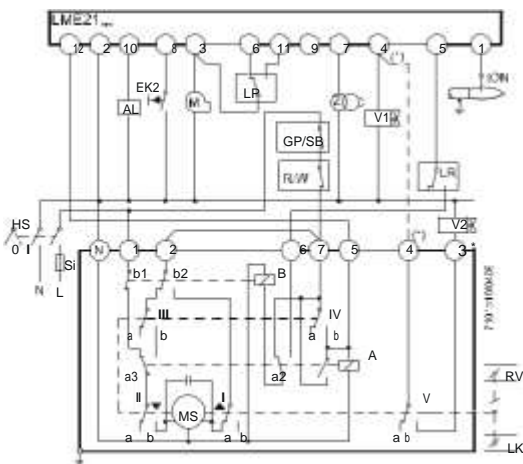 LME21...
12 2 10 8 3 6 11 9 7 4 (*) 5 1
ION
EK2
AL
M
LP
V1
GP/SB
R/W
LR
V2
HS
0 I
Si
N L
N 1 2 6 7 5 4 (*) 3
b1 b2 B
III
a b
IV
a b
A
a3
a2
II
I
MS
V
a b
a b
a b
RV
LK